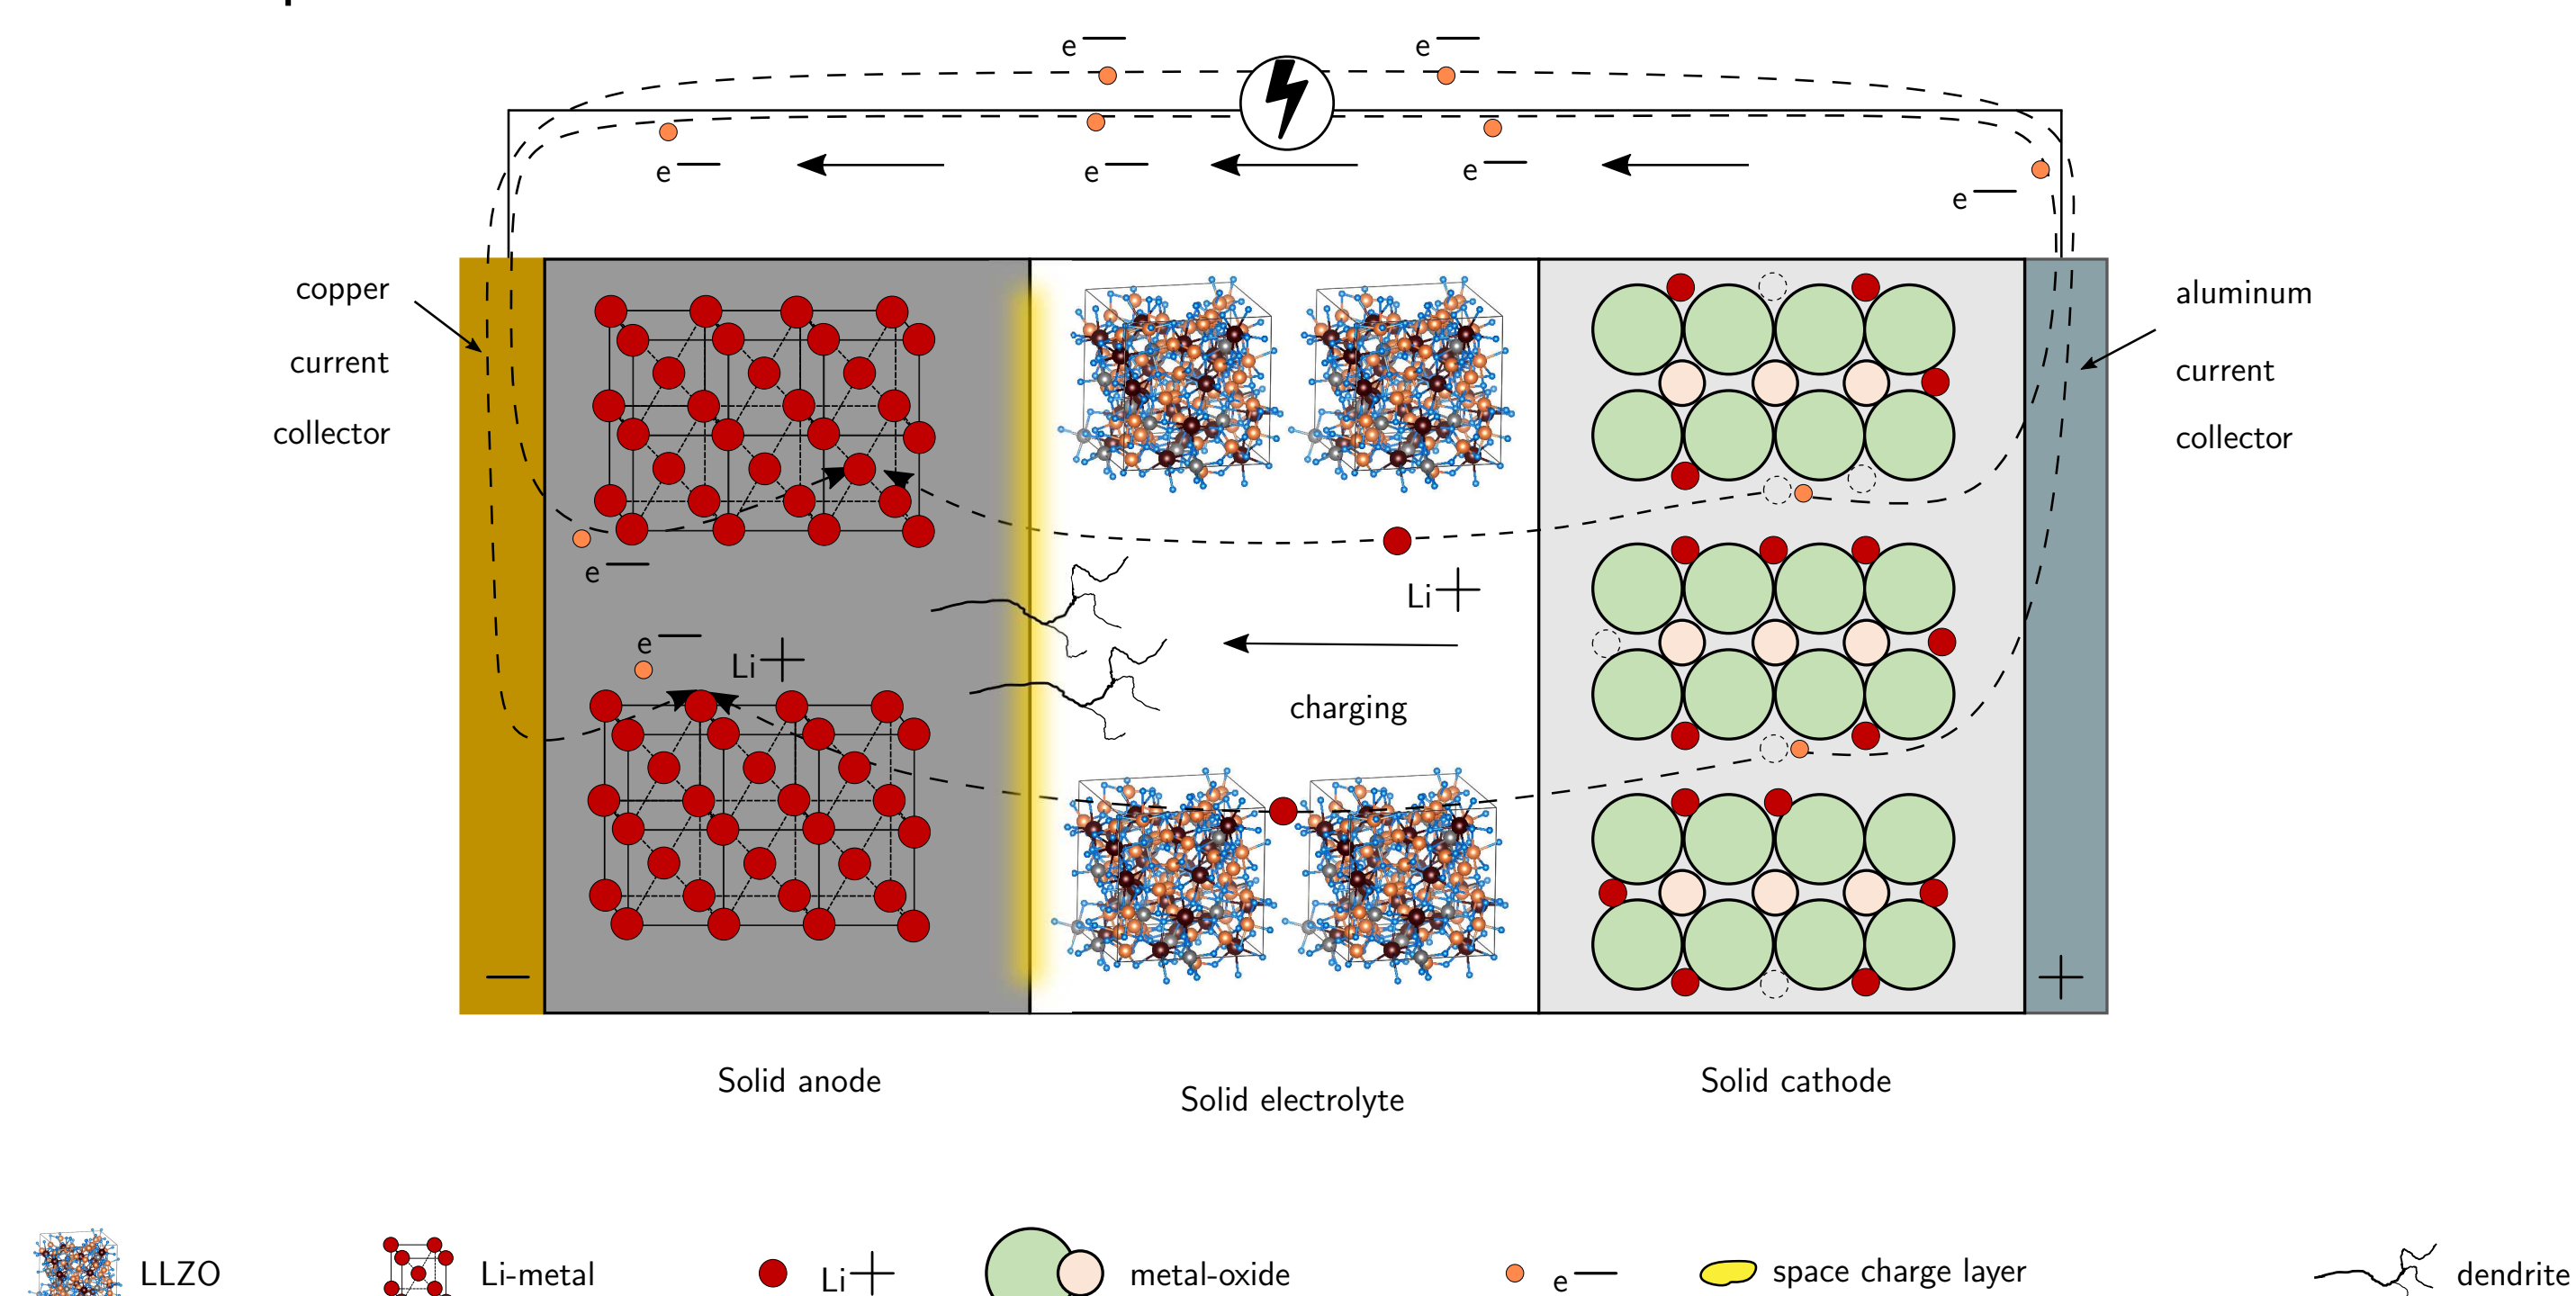 e—
e—
e—
e—
e—
e—
copper
current
collector
aluminum
current
collector
e—
Li+
e—
Li+
charging
—
+
Solid anode
Solid electrolyte
Solid cathode
LLZO
Li-metal
Li+
metal-oxide
e—
space charge layer
dendrite